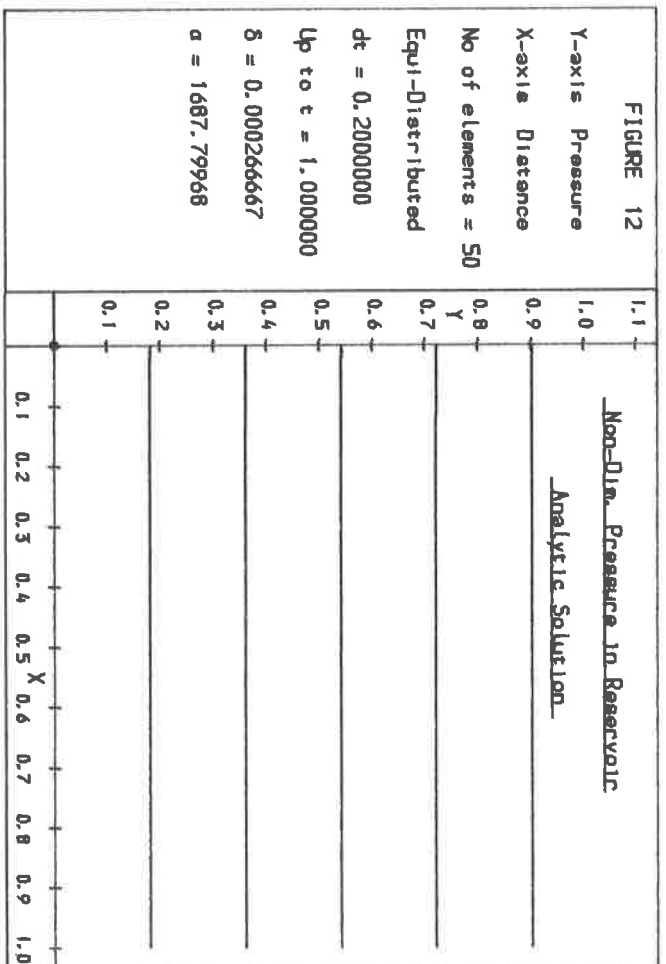 FIGURE 12
Y-axis Pressure
X-axis Distance
No of elements = 50
Equi-Distributed
dt = 0.2000000
Up to t = 1.000000
δ = 0.000266667
α = 1687.79968
Non-Dim. Pressure in Reservoir
Analytic Solution
1.1
1.0
0.9
0.8
Y
0.7
0.6
0.5
0.4
0.3
0.2
0.1
0.1 0.2 0.3 0.4 0.5 X 0.6 0.7 0.8 0.9 1.0